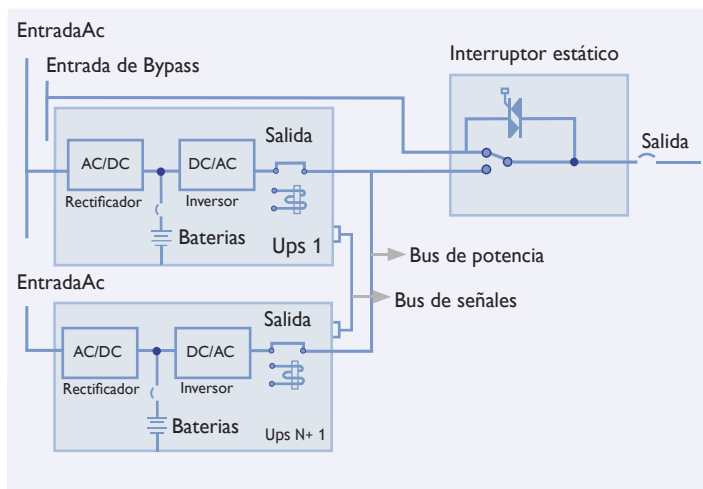 EntradaAc
Entrada de Bypass
Interruptor estático
Salida
Salida
AC/DC
DC/AC
Rectificador
Inversor
Baterias
Ups 1
Bus de potencia
EntradaAc
Bus de señales
Salida
AC/DC
DC/AC
Rectificador
Inversor
Baterias
Ups N+ 1